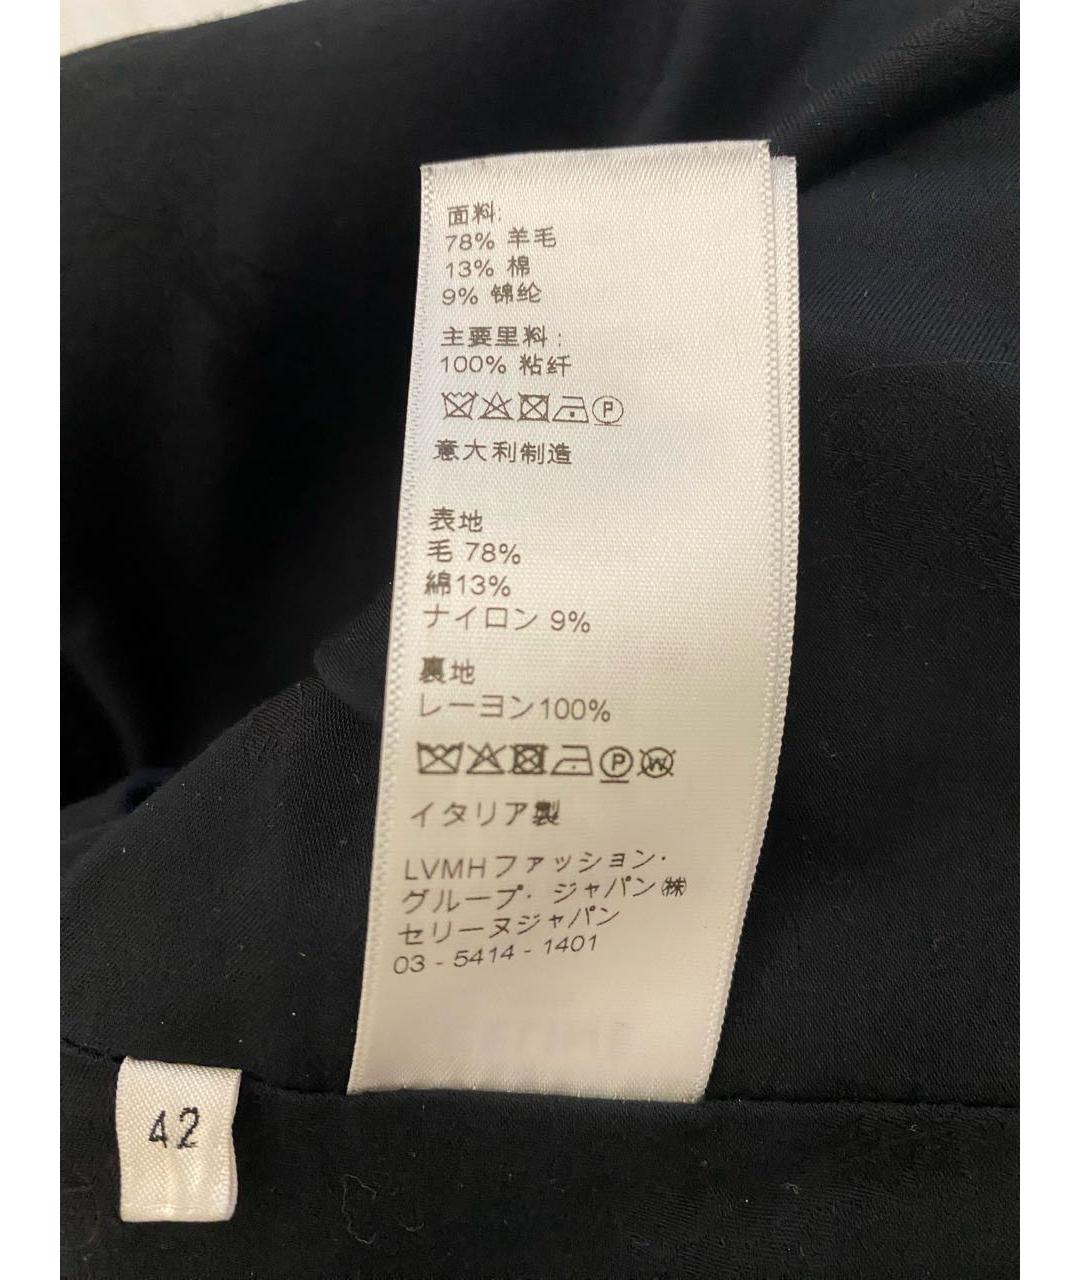 面料:
78% 羊毛
13% 棉
9% 锦纶
主要里料:
100% 粘纤
P
意大利制造
表地
毛 78%
綿13%
ナイロン 9%
裏地
レーヨン100%
P W
イタリア製
LVMHファッション·
グループ· ジャパン㈱
セリーヌジャパン
03 - 5414 - 1401
42